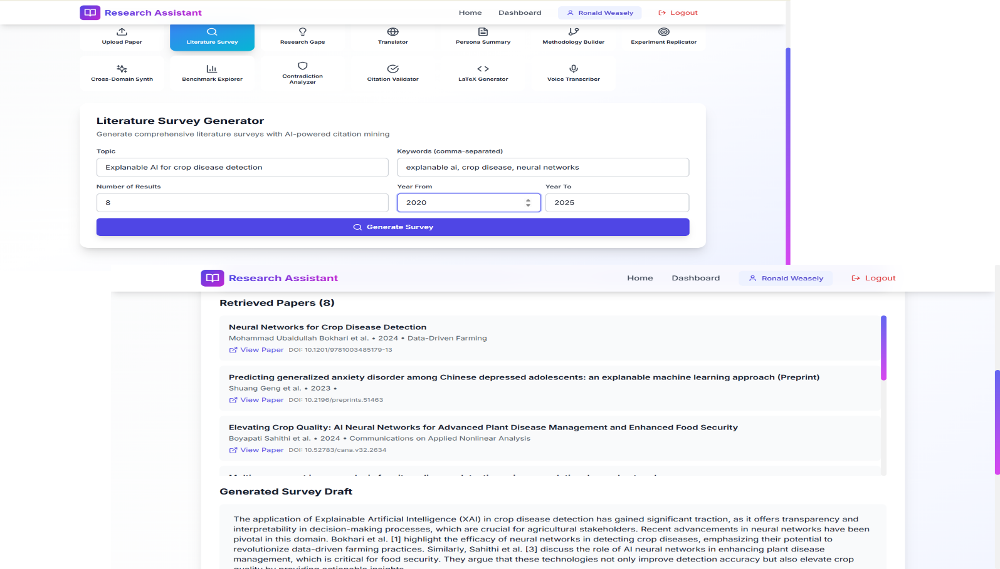 Research Assistant
Home Dashboard Ronald Weasely Logout
Upload Paper Literature Survey Research Gaps Translator Persona Summary Methodology Builder Experiment Replicator
Cross-Domain Synth Benchmark Explorer Contradiction Analyzer Citation Validator LaTeX Generator Voice Transcriber
Literature Survey Generator
Generate comprehensive literature surveys with AI-powered citation mining
Topic Keywords (comma-separated)
Explanable AI for crop disease detection explanable ai, crop disease, neural networks
Number of Results Year From Year To
8 2020 2025
Generate Survey
Research Assistant
Home Dashboard Ronald Weasely Logout
Retrieved Papers (8)
Neural Networks for Crop Disease Detection
Mohammad Ubaidullah Bokhari et al. • 2024 • Data-Driven Farming
View Paper DOI: 10.1201/9781003485179-13
Predicting generalized anxiety disorder among Chinese depressed adolescents: an explanable machine learning approach (Preprint)
Shuang Geng et al. • 2023 •
View Paper DOI: 10.2196/preprints.51463
Elevating Crop Quality: AI Neural Networks for Advanced Plant Disease Management and Enhanced Food Security
Boyapati Sahithi et al. • 2024 • Communications on Applied Nonlinear Analysis
View Paper DOI: 10.52783/cana.v32.2634
Generated Survey Draft
The application of Explainable Artificial Intelligence (XAI) in crop disease detection has gained significant traction, as it offers transparency and
interpretability in decision-making processes, which are crucial for agricultural stakeholders. Recent advancements in neural networks have been
pivotal in this domain. Bokhari et al. [1] highlight the efficacy of neural networks in detecting crop diseases, emphasizing their potential to
revolutionize data-driven farming practices. Similarly, Sahithi et al. [3] discuss the role of AI neural networks in enhancing plant disease
management, which is critical for food security. They argue that these technologies not only improve detection accuracy but also elevate crop
quality by providing actionable insights.